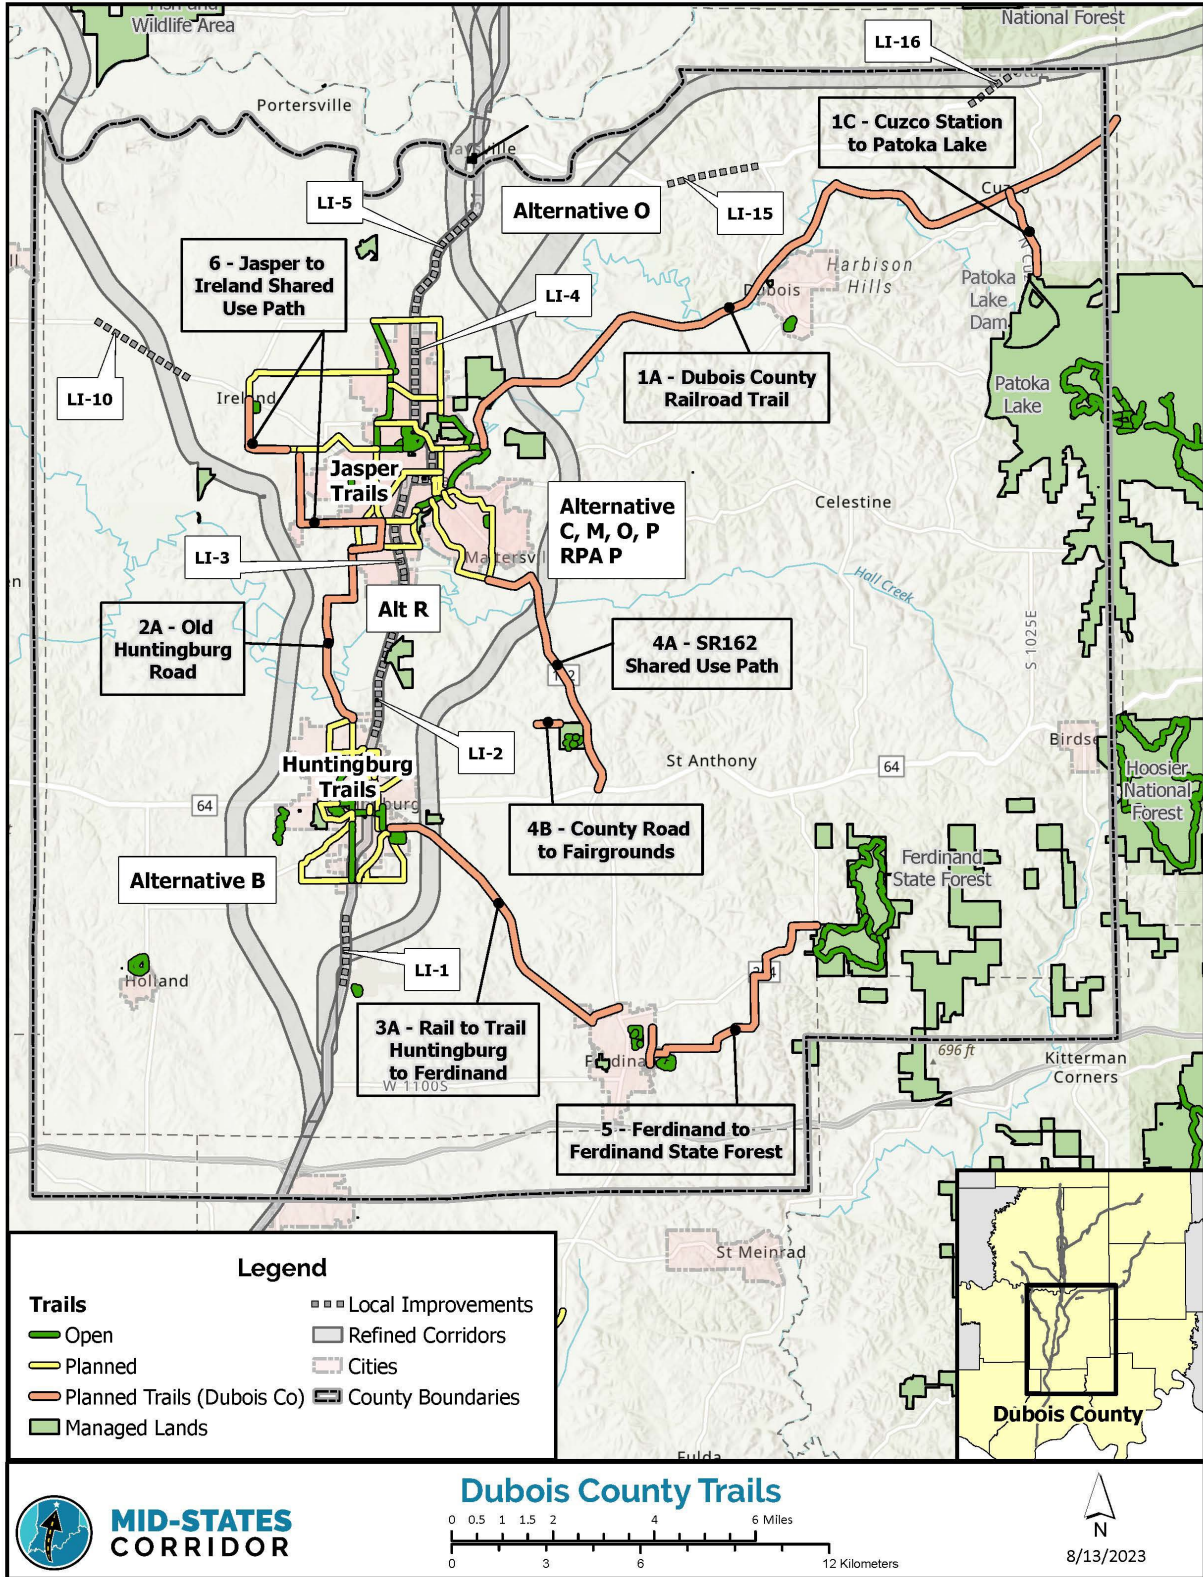 Wildlife Area
National Forest
LI-16
Portersville
1C - Cuzco Station
to Patoka Lake
LI-5
Alternative O
LI-15
6 - Jasper to
Ireland Shared
Use Path
LI-4
Harbison
Hills
Dubois
Patoka
Lake
Dam
1A - Dubois County
Railroad Trail
LI-10
Ireland
Patoka
Lake
Jasper
Trails
Alternative
C, M, O, P
RPA P
Celestine
LI-3
Hall Creek
Alt R
2A - Old
Huntingburg
Road
4A - SR162
Shared Use Path
S 1025E
LI-2
Huntingburg
Trails
St Anthony
64
64
Hoosier
National
Forest
4B - County Road
to Fairgrounds
Ferdinand
State Forest
Alternative B
Holland
LI-1
3A - Rail to Trail
Huntingburg
to Ferdinand
W 1100S
696 ft
Kitterman
Corners
5 - Ferdinand to
Ferdinand State Forest
St Meinrad
Dubois County
Legend
Trails
Open
Planned
Planned Trails (Dubois Co)
Managed Lands
Local Improvements
Refined Corridors
Cities
County Boundaries
MID-STATES
CORRIDOR
Dubois County Trails
0 0.5 1 1.5 2 4 6 Miles
0 3 6 12 Kilometers
N
8/13/2023